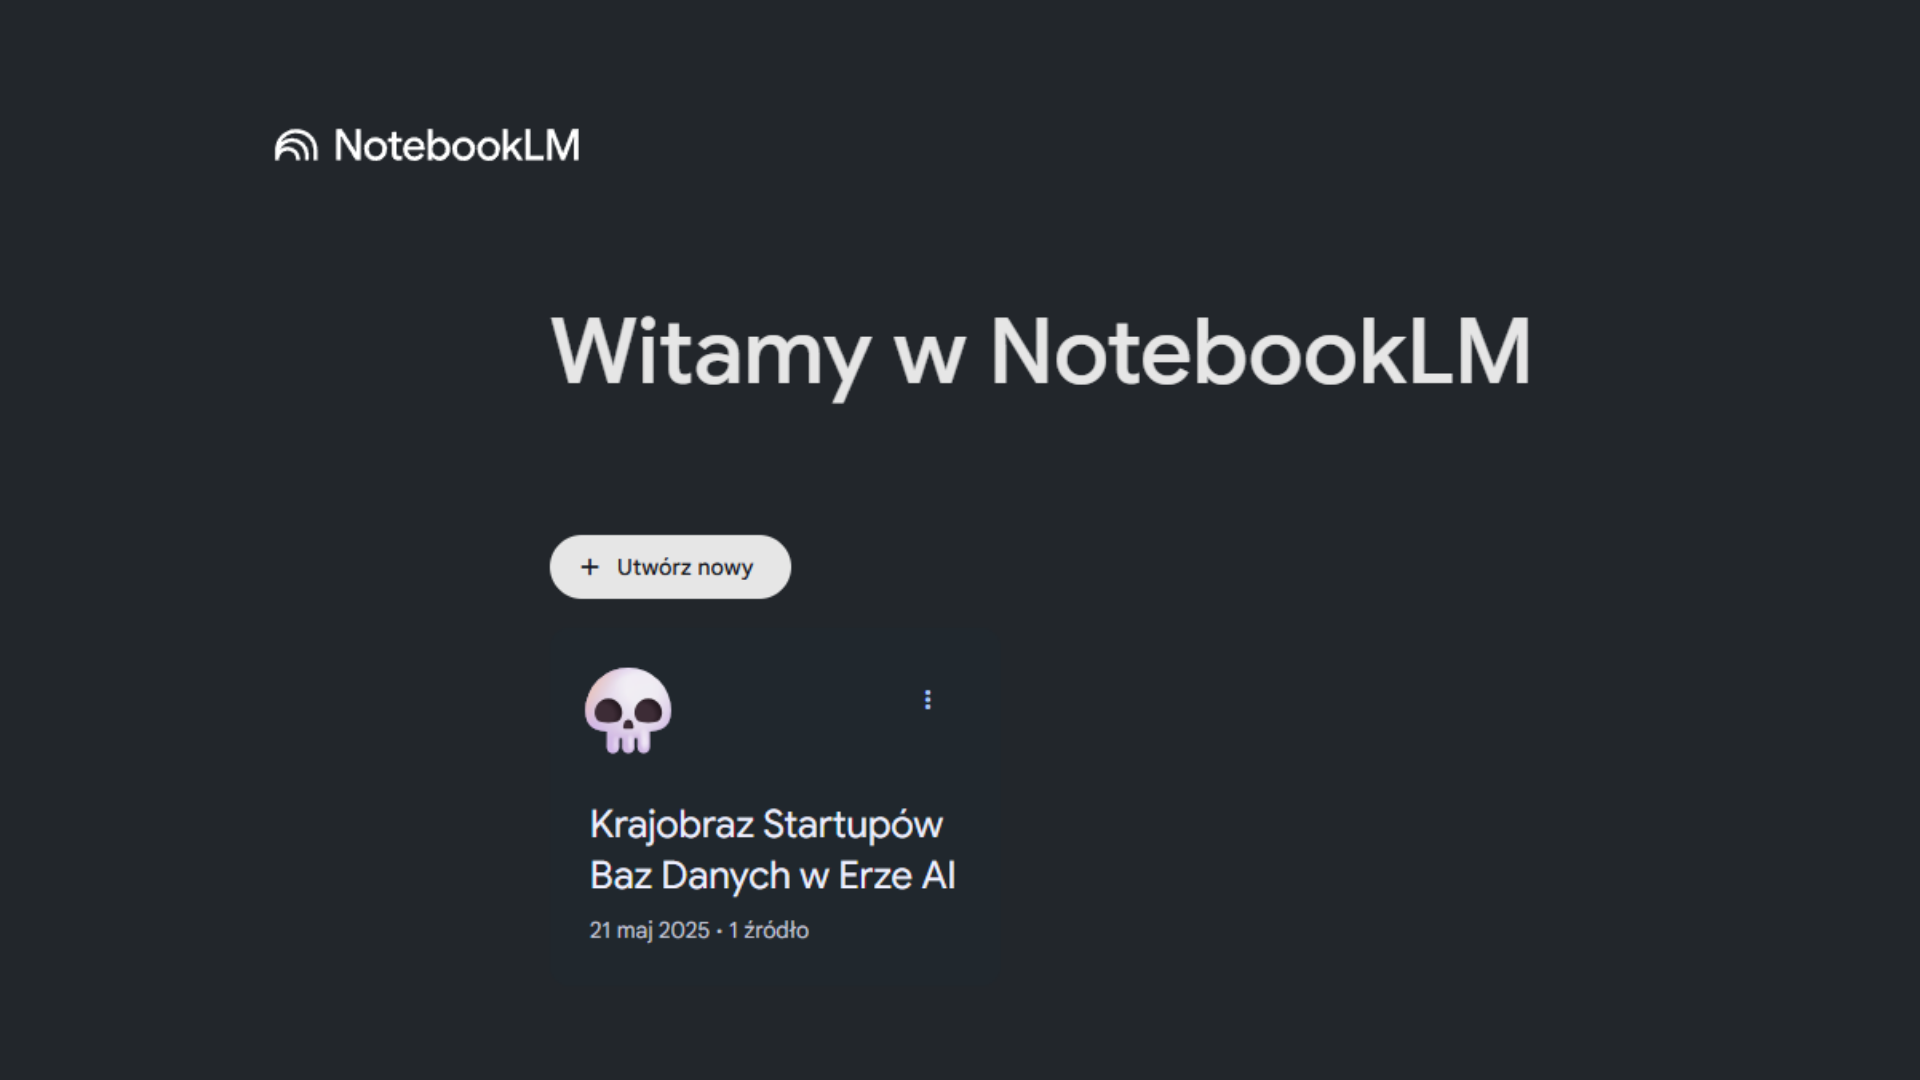 NotebookLM
Witamy w NotebookLM
+ Utwórz nowy
Krajobraz Startupów
Baz Danych w Erze AI
21 maj 2025 • 1 źródło